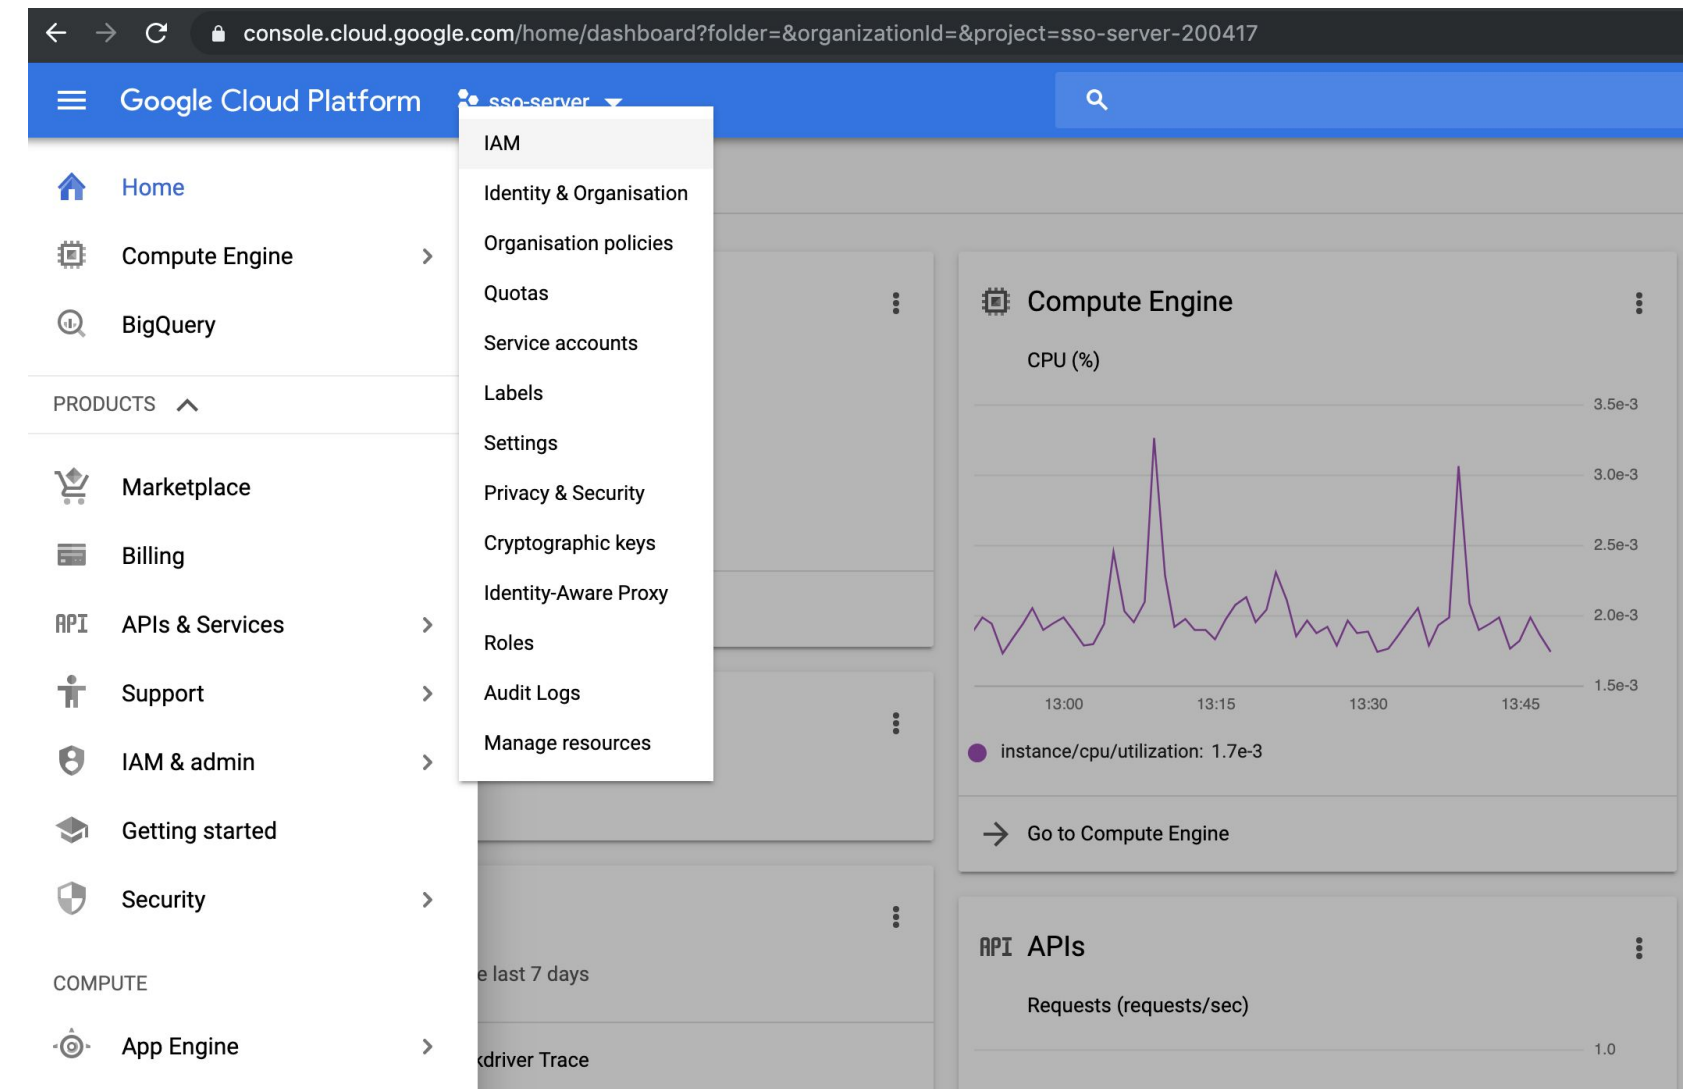 console.cloud.google.com/home/dashboard?folder=&organizationId=&project=sso-server-200417
Google Cloud Platform
sso-server
Home
Compute Engine
BigQuery
PRODUCTS
Marketplace
Billing
API
APIs & Services
Support
IAM & admin
Getting started
Security
COMPUTE
App Engine
IAM
Identity & Organisation
Organisation policies
Quotas
Service accounts
Labels
Settings
Privacy & Security
Cryptographic keys
Identity-Aware Proxy
Roles
Audit Logs
Manage resources
e last 7 days
kdriver Trace
Compute Engine
CPU (%)
3.5e-3
3.0e-3
2.5e-3
2.0e-3
1.5e-3
13:00 13:15 13:30 13:45
instance/cpu/utilization: 1.7e-3
Go to Compute Engine
API APIs
Requests (requests/sec)
1.0